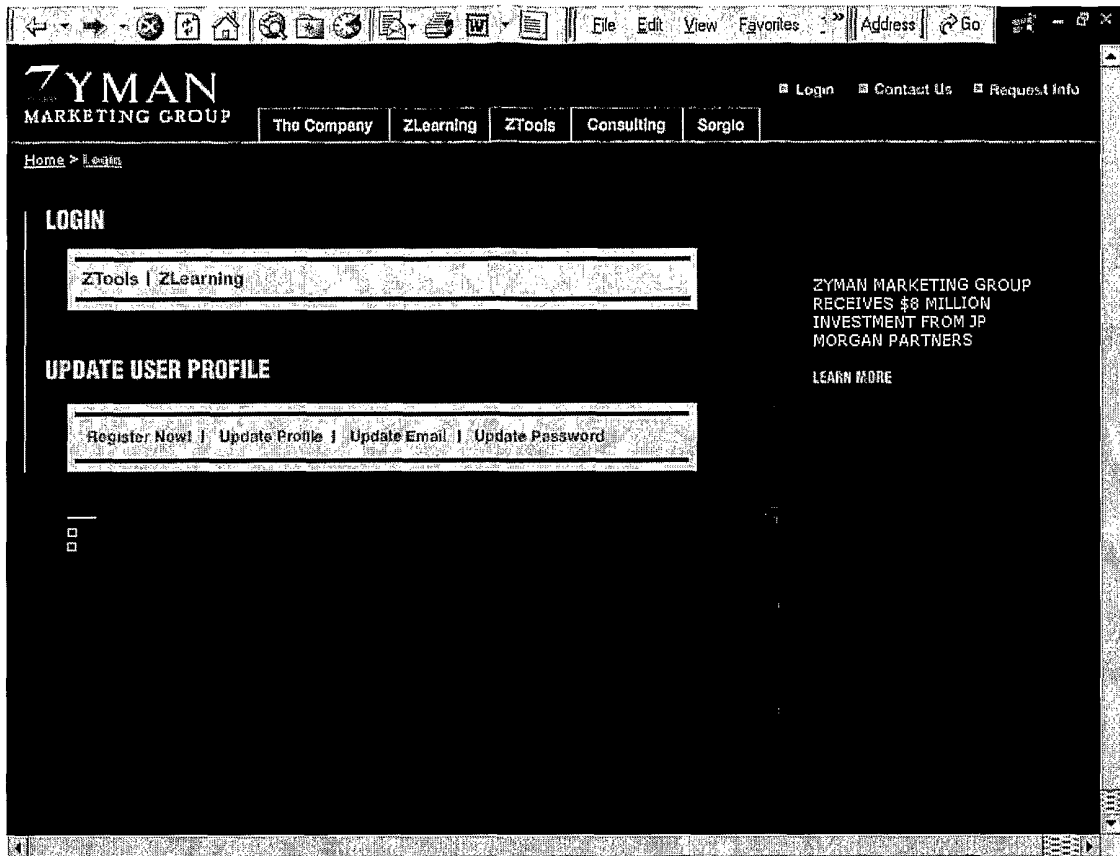 File Edit View Favorites » Address Go
ZYMAN
MARKETING GROUP
Login Contact Us Request Info
The Company ZLearning ZTools Consulting Sergio
Home > Login
LOGIN
ZTools | ZLearning
ZYMAN MARKETING GROUP
RECEIVES $8 MILLION
INVESTMENT FROM JP
MORGAN PARTNERS
LEARN MORE
UPDATE USER PROFILE
Register Now! | Update Profile | Update Email | Update Password